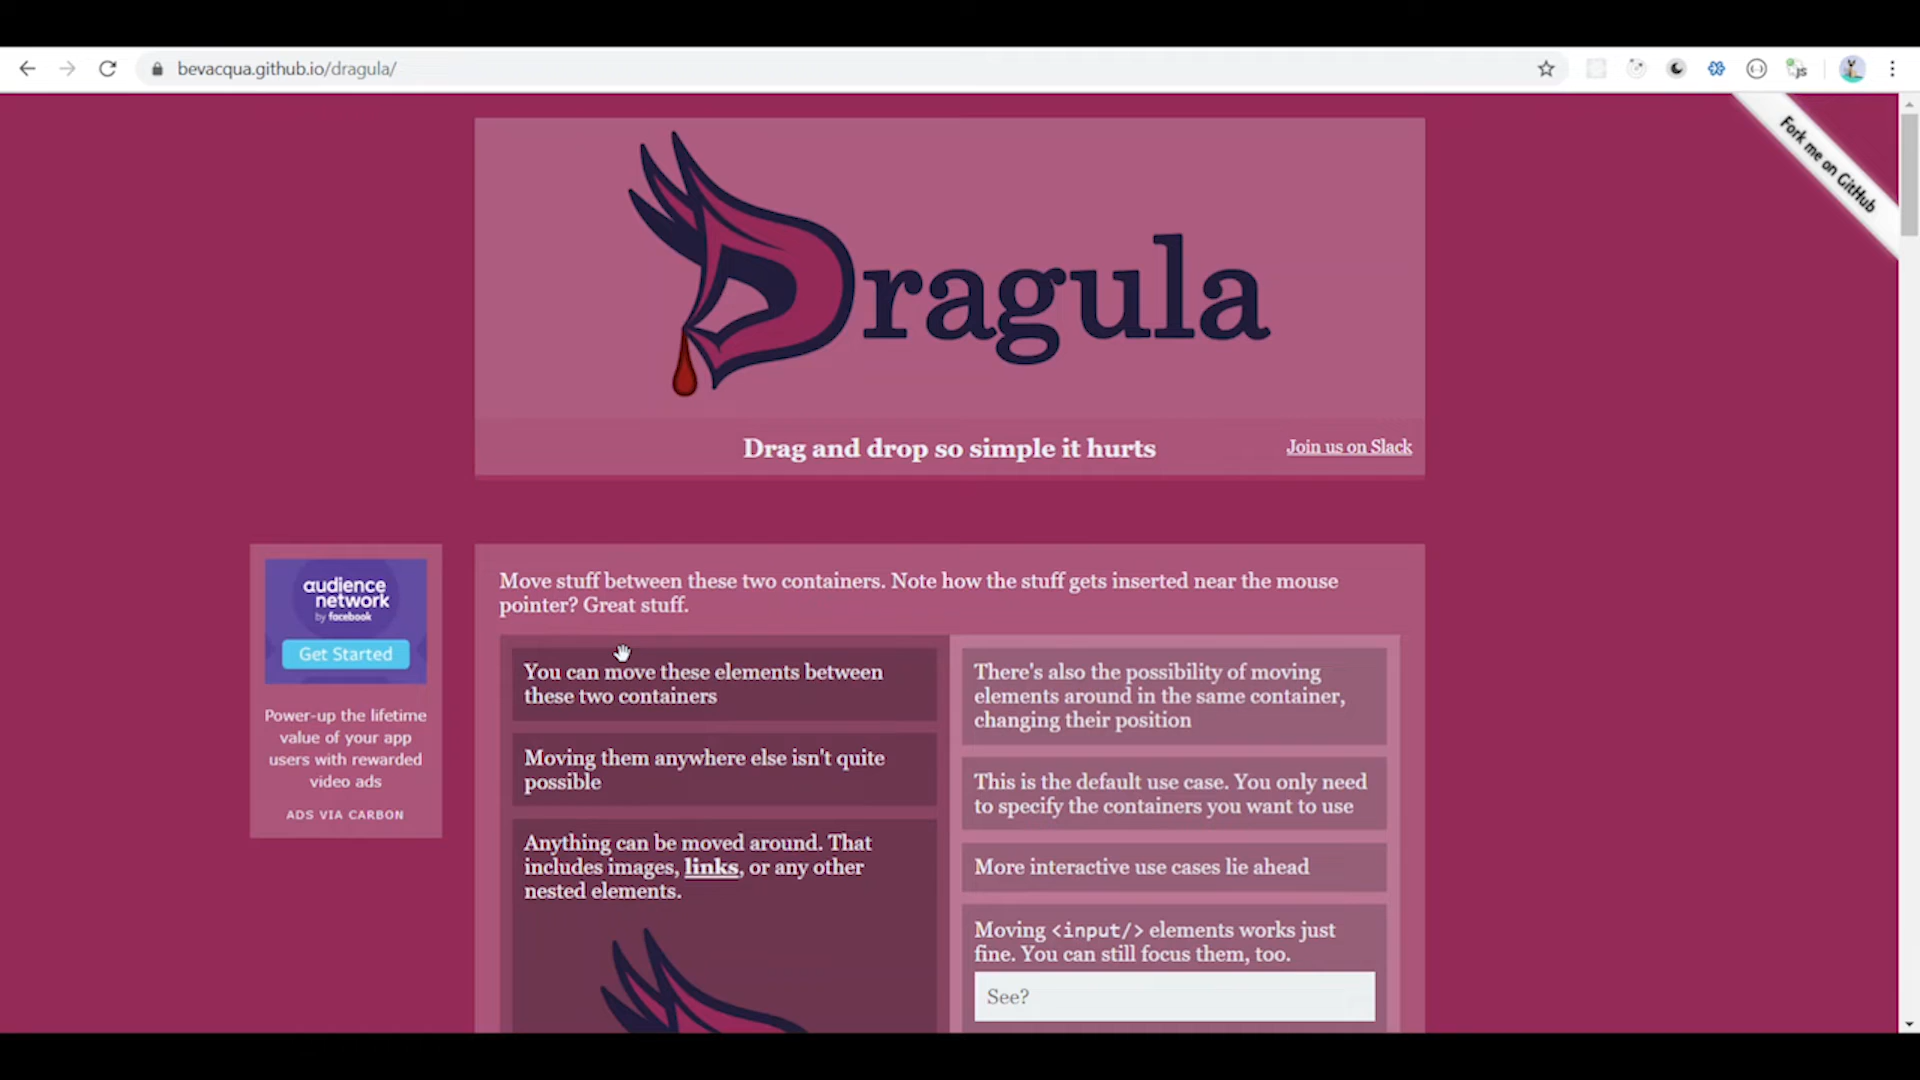 bevacqua.github.io/dragula/
Fork me on GitHub
Dragula
Drag and drop so simple it hurts
Join us on Slack
audience
network
by facebook
Get Started
Power-up the lifetime
value of your app
users with rewarded
video ads
ADS VIA CARBON
Move stuff between these two containers. Note how the stuff gets inserted near the mouse
pointer? Great stuff.
You can move these elements between
these two containers
Moving them anywhere else isn't quite
possible
Anything can be moved around. That
includes images, links, or any other
nested elements.
There's also the possibility of moving
elements around in the same container,
changing their position
This is the default use case. You only need
to specify the containers you want to use
More interactive use cases lie ahead
Moving <input/> elements works just
fine. You can still focus them, too.
See?